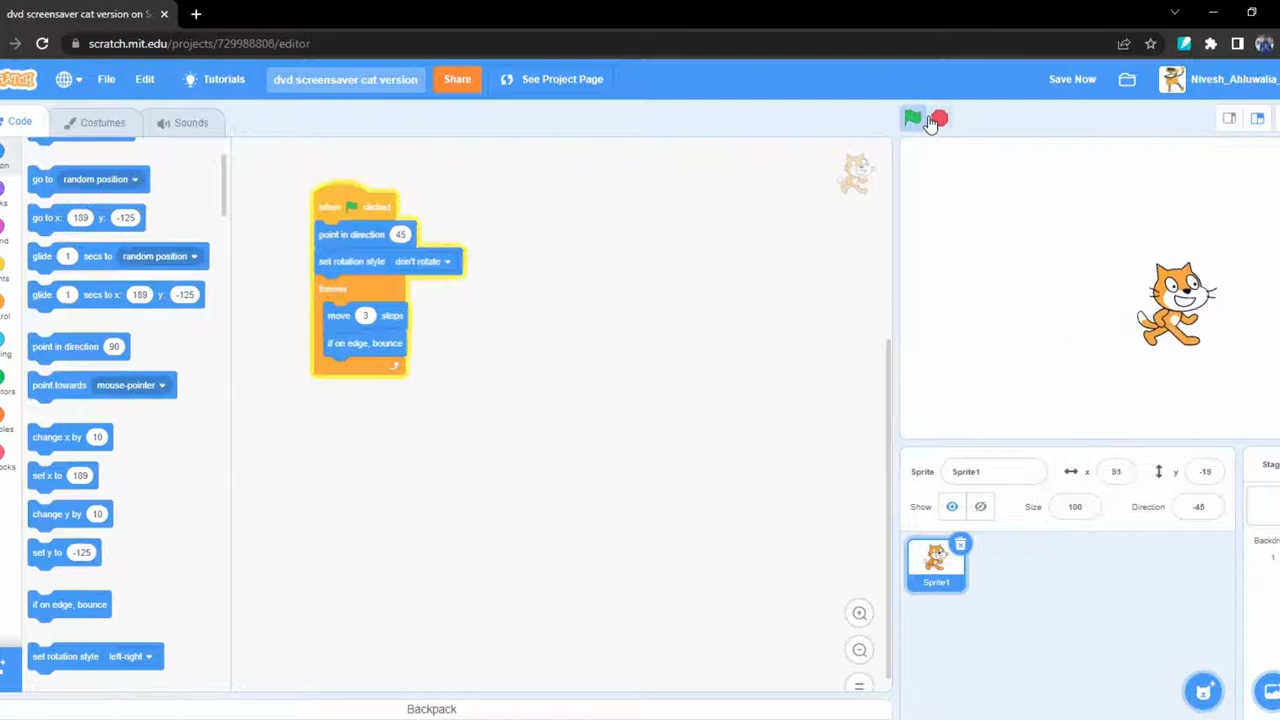 dvd screensaver cat version on S
scratch.mit.edu/projects/729988808/editor
File Edit Tutorials dvd screensaver cat version Share See Project Page Save Now Nivesh_Ahluwalia_
Code Costumes Sounds
go to random position
go to x: 189 y: -125
glide 1 secs to random position
glide 1 secs to x: 189 y: -125
point in direction 90
point towards mouse-pointer
change x by 10
set x to 189
change y by 10
set y to -125
if on edge, bounce
set rotation style left-right
when clicked
point in direction 45
set rotation style don't rotate
forever
move 3 steps
if on edge, bounce
Sprite Sprite1 x y -19
Show Size 100 Direction -45
Sprite1
Stag
Backdr
1
Backpack